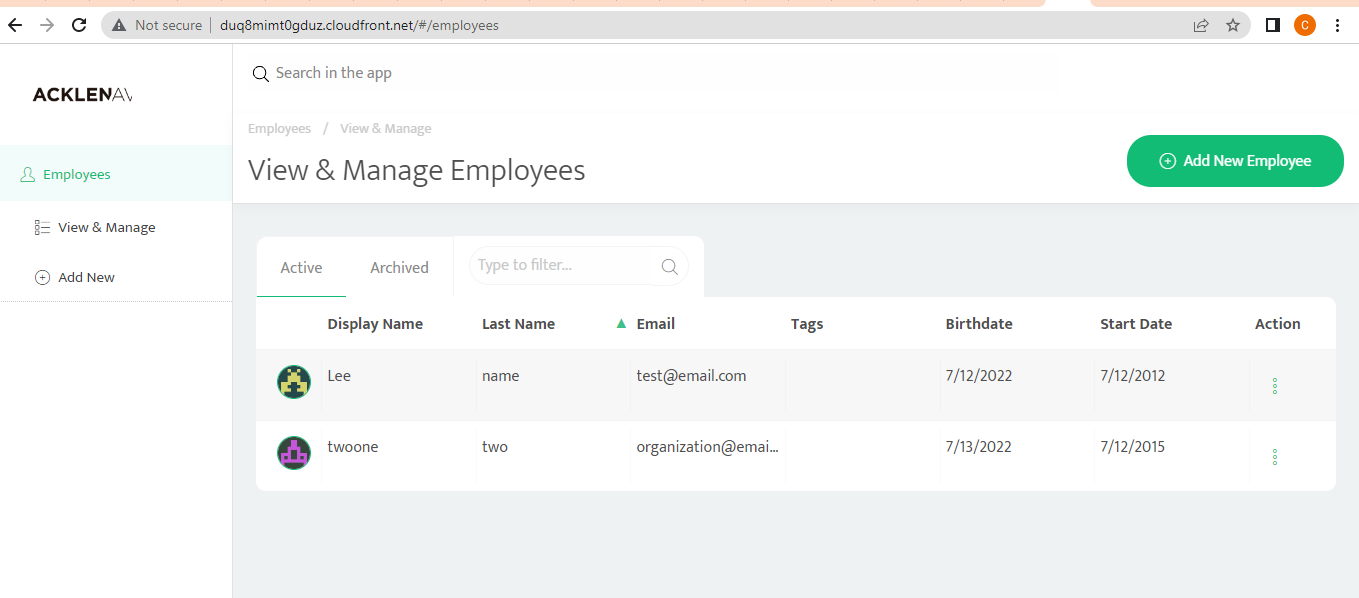 Not secure duq8mimt0gduz.cloudfront.net/#/employees C
ACKLENAV
Search in the app
Employees / View & Manage
View & Manage Employees
Add New Employee
Employees
View & Manage
Add New
Active Archived Type to filter...
Display Name Last Name Email Tags Birthdate Start Date Action
Lee name test@email.com 7/12/2022 7/12/2012
twoone two organization@emai... 7/13/2022 7/12/2015